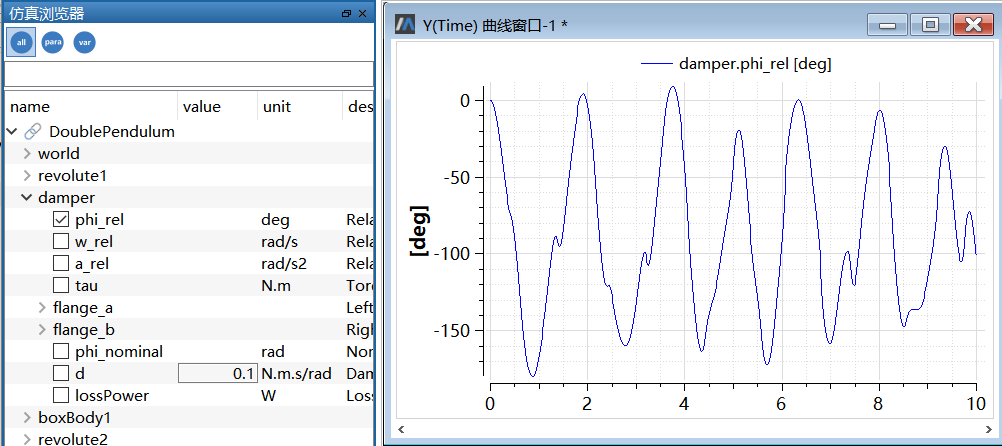 仿真浏览器
all para var
name value unit des
DoublePendulum
world
revolute1
damper
phi_rel deg Rela
w_rel rad/s Rela
a_rel rad/s2 Rela
tau N.m Torc
flange_a Left
flange_b Righ
phi_nominal rad Nor
d 0.1 N.m.s/rad Dam
lossPower W Loss
boxBody1
revolute2
Y(Time) 曲线窗口-1 *
damper.phi_rel [deg]
[deg]
0
-50
-100
-150
0 2 4 6 8 10